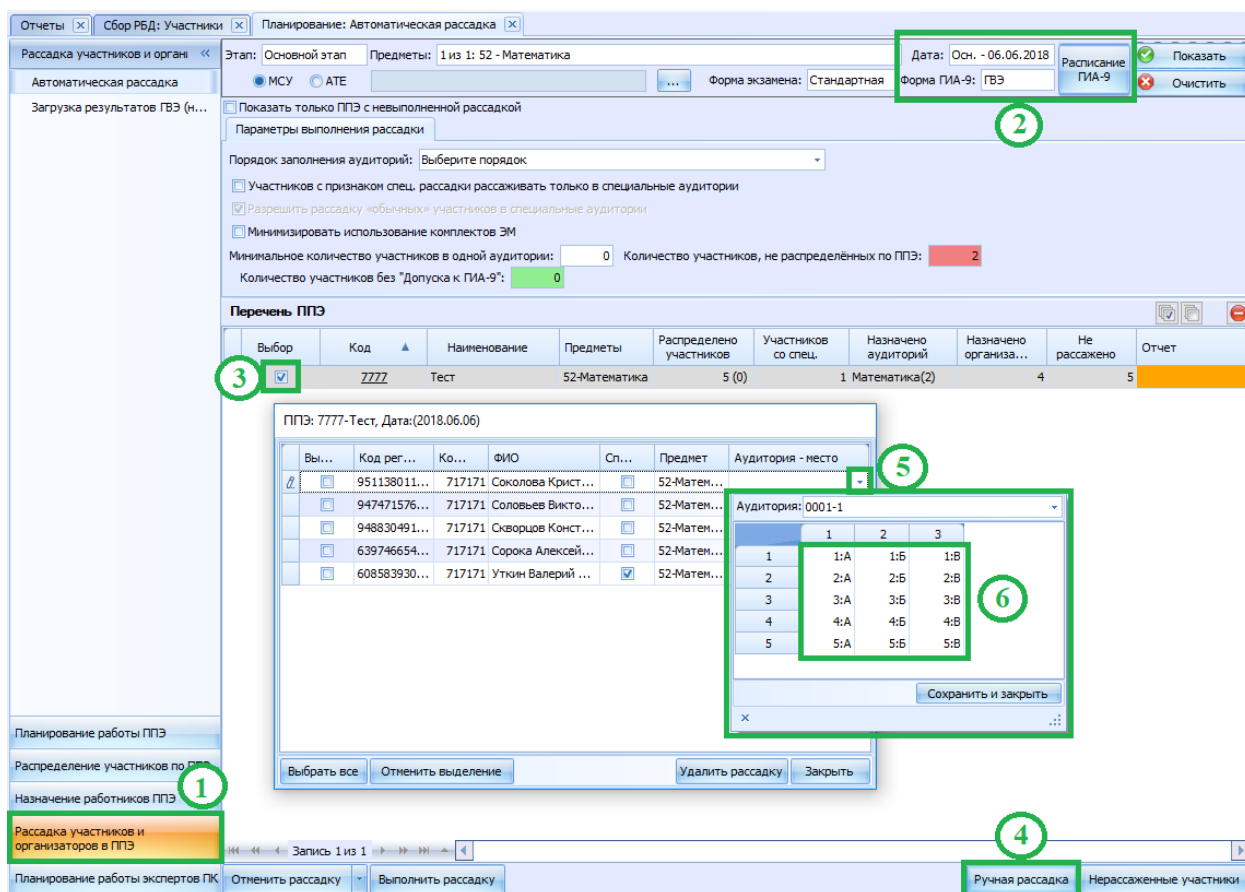 Отчеты Сбор РБД: Участники Планирование: Автоматическая рассадка
Рассадка участников и органи «
Автоматическая рассадка
Загрузка результатов ГВЭ (н...
Этап: Основной этап Предметы: 1 из 1: 52 - Математика Дата: Осн. - 06.06.2018 Расписание ГИА-9 Показать
МСУ АТЕ ... Форма экзамена: Стандартная Форма ГИА-9: ГВЭ Очистить
2
Показать только ППЭ с невыполненной рассадкой
Параметры выполнения рассадки
Порядок заполнения аудиторий: Выберите порядок
Участников с признаком спец. рассадки рассаживать только в специальные аудитории
Разрешить рассадку «обычных» участников в специальные аудитории
Минимизировать использование комплектов ЭМ
Минимальное количество участников в одной аудитории: 0 Количество участников, не распределённых по ППЭ: 2
Количество участников без "Допуска к ГИА-9": 0
Перечень ППЭ
Выбор Код Наименование Предметы Распределено участников Участников со спец. Назначено аудиторий Назначено организа... Не рассажено Отчет
3 7777 Тест 52-Математика 5 (0) 1 Математика(2) 4 5
ППЭ: 7777-Тест, Дата:(2018.06.06)
Вы... Код рег... Ко... ФИО Сп... Предмет Аудитория - место
5
951138011... 717171 Соколова Крист... 52-Матем...
947471576... 717171 Соловьев Викто... 52-Матем...
948830491... 717171 Скворцов Конст... 52-Матем...
639746654... 717171 Сорока Алексей... 52-Матем...
608583930... 717171 Уткин Валерий ... 52-Матем...
Аудитория: 0001-1
1 2 3
1 1:А 1:Б 1:В
2 2:А 2:Б 2:В
3 3:А 3:Б 3:В
4 4:А 4:Б 4:В
5 5:А 5:Б 5:В
6
Сохранить и закрыть
Выбрать все Отменить выделение Удалить рассадку Закрыть
Планирование работы ППЭ
Распределение участников по ППЭ
1
Назначение работников ППЭ
Рассадка участников и
организаторов в ППЭ
Планирование работы экспертов ПК
Запись 1 из 1
4
Отменить рассадку Выполнить рассадку Ручная рассадка Нерассаженные участники